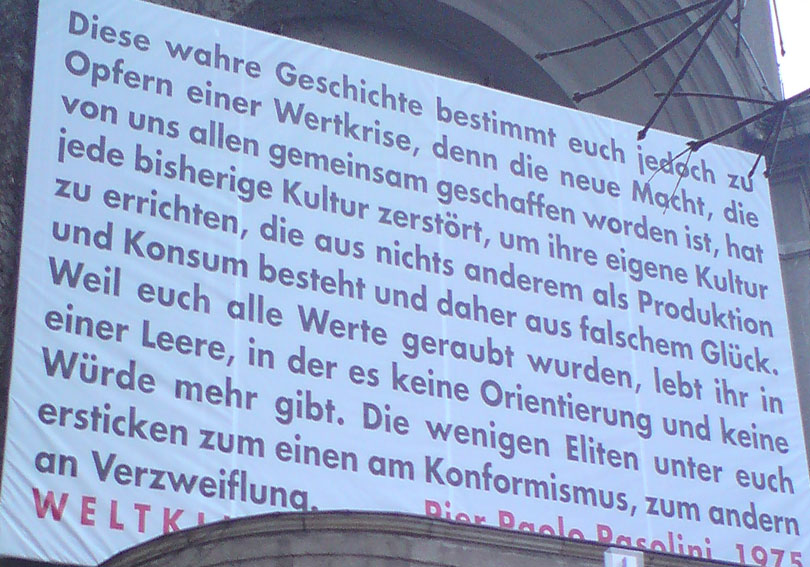 Diese wahre Geschichte bestimmt euch jedoch zu
Opfern einer Wertkrise, denn die neue Macht, die
von uns allen gemeinsam geschaffen worden ist, hat
jede bisherige Kultur zerstört, um ihre eigene Kultur
zu errichten, die aus nichts anderem als Produktion
und Konsum besteht und daher aus falschem Glück.
Weil euch alle Werte geraubt wurden, lebt ihr in
einer Leere, in der es keine Orientierung und keine
Würde mehr gibt. Die wenigen Eliten unter euch
ersticken zum einen am Konformismus, zum andern
an Verzweiflung.
Pier Paolo Pasolini, 1975